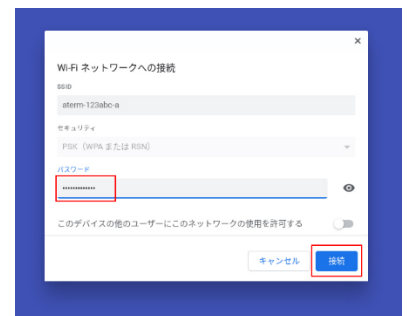 Wi-Fi ネットワークへの接続
SSID
aterm-123abc-a
セキュリティ
PSK（WPA または RSN）
パスワード
•••••••••••••
このデバイスの他のユーザーにこのネットワークの使用を許可する
キャンセル
接続